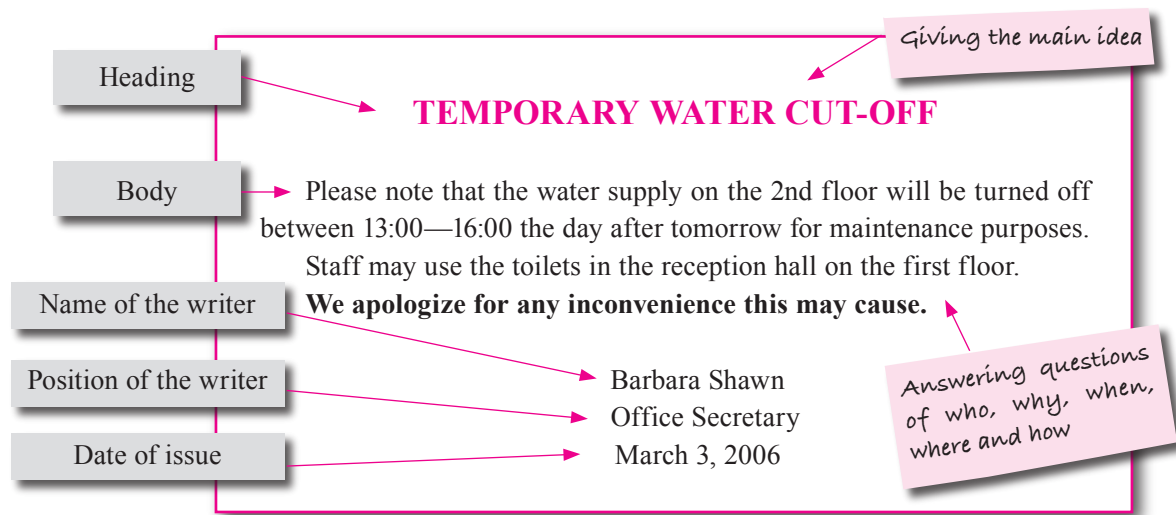 Giving the main idea
Heading
TEMPORARY WATER CUT-OFF
Body
Please note that the water supply on the 2nd floor will be turned off
between 13:00—16:00 the day after tomorrow for maintenance purposes.
Staff may use the toilets in the reception hall on the first floor.
Name of the writer
We apologize for any inconvenience this may cause.
Position of the writer
Barbara Shawn
Office Secretary
Date of issue
March 3, 2006
Answering questions
of who, why, when,
where and how